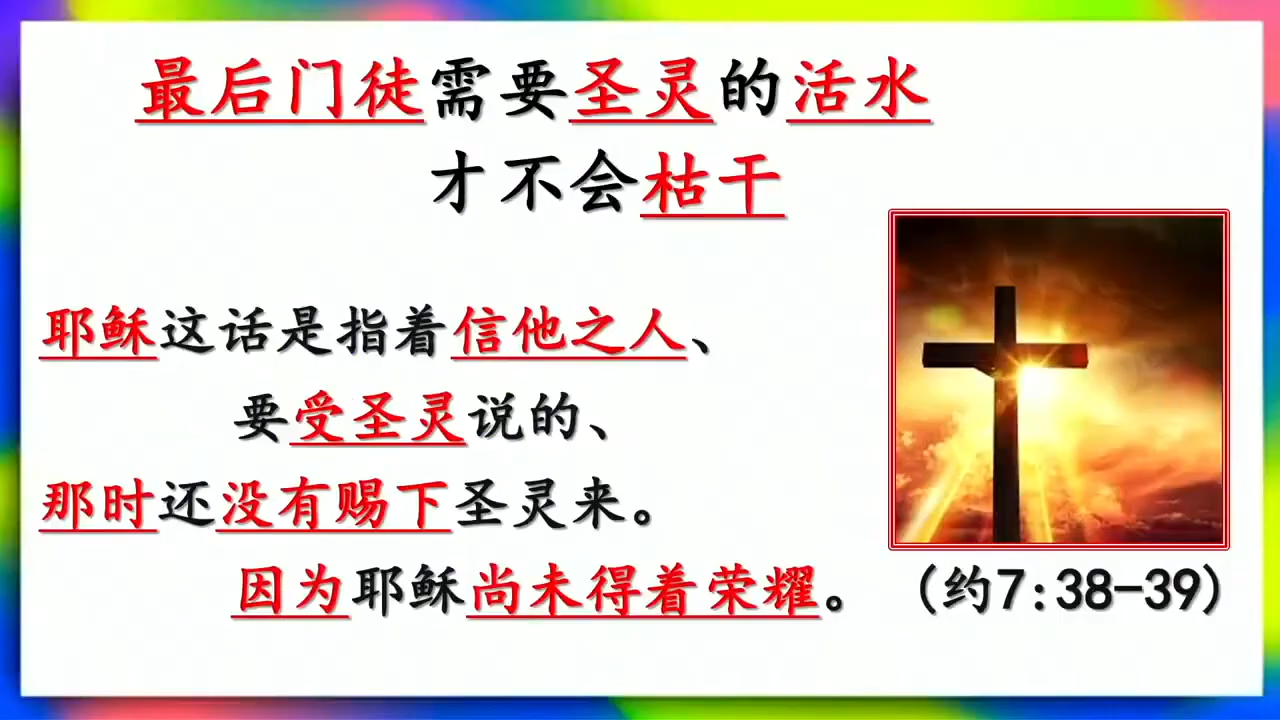 最后门徒需要圣灵的活水
才不会枯干
耶稣这话是指着信他之人、
要受圣灵说的、
那时还没有赐下圣灵来。
因为耶稣尚未得着荣耀。
(约7:38-39)